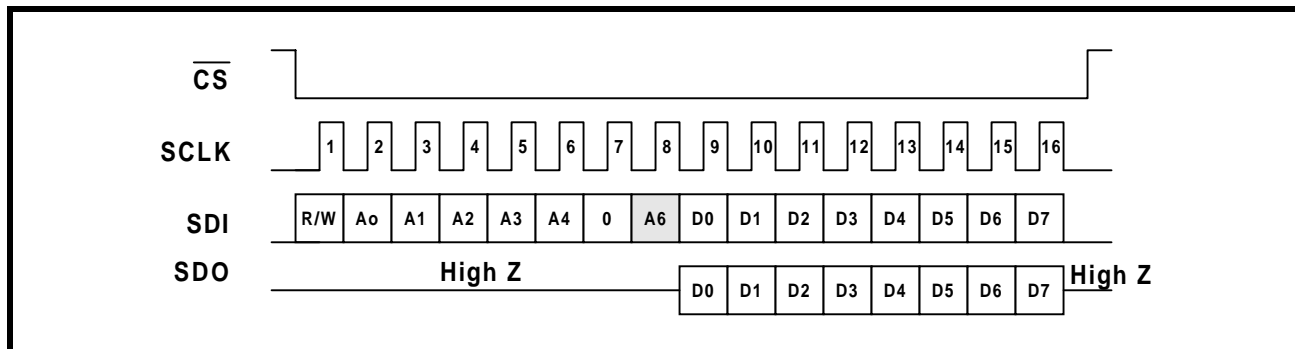 CS
SCLK 1 2 3 4 5 6 7 8 9 10 11 12 13 14 15 16
SDI R/W Ao A1 A2 A3 A4 0 A6 D0 D1 D2 D3 D4 D5 D6 D7
SDO High Z D0 D1 D2 D3 D4 D5 D6 D7 High Z